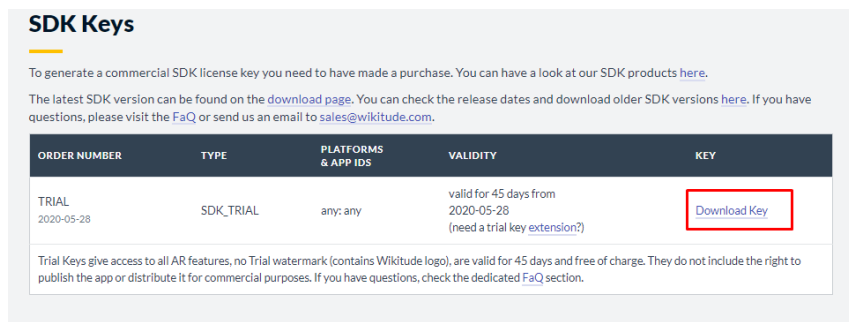 SDK Keys
To generate a commercial SDK license key you need to have made a purchase. You can have a look at our SDK products here.
The latest SDK version can be found on the download page. You can check the release dates and download older SDK versions here. If you have
questions, please visit the FaQ or send us an email to sales@wikitude.com.
ORDER NUMBER TYPE PLATFORMS & APP IDS VALIDITY KEY
TRIAL
2020-05-28
SDK_TRIAL
any: any
valid for 45 days from
2020-05-28
(need a trial key extension?)
Download Key
Trial Keys give access to all AR features, no Trial watermark (contains Wikitude logo), are valid for 45 days and free of charge. They do not include the right to
publish the app or distribute it for commercial purposes. If you have questions, check the dedicated FaQ section.